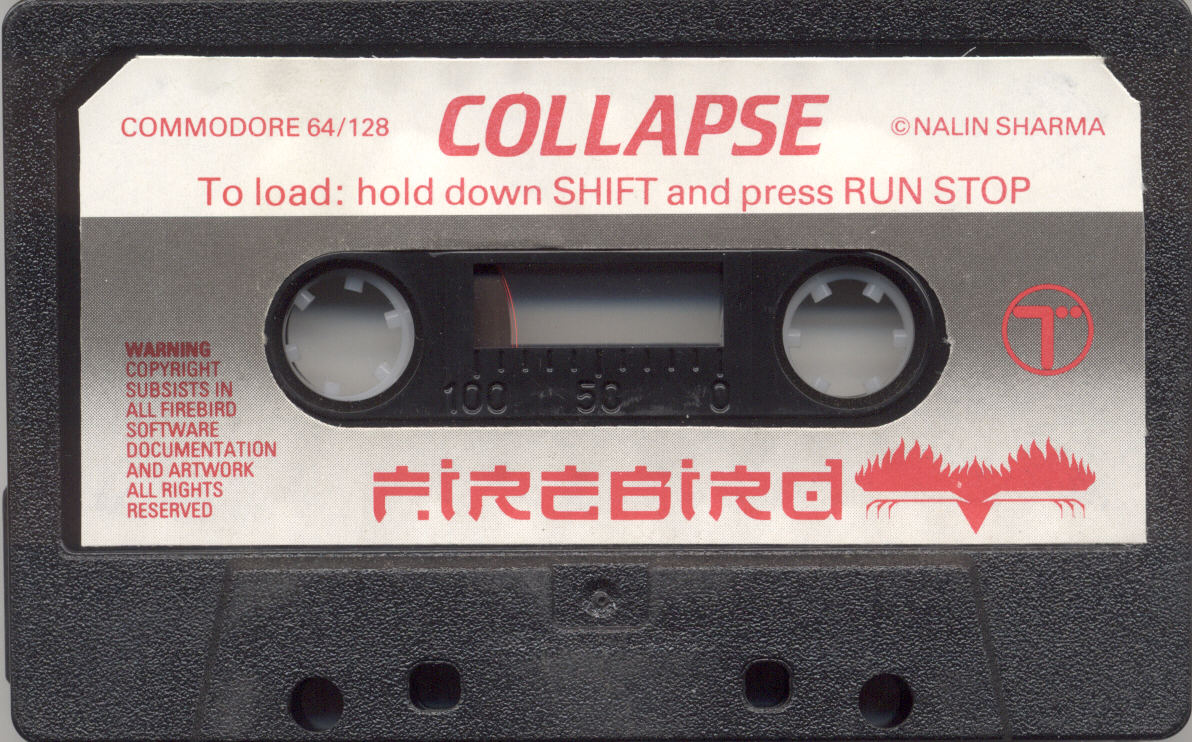 COMMODORE 64/128 COLLAPSE ©NALIN SHARMA
To load: hold down SHIFT and press RUN STOP
100 50 0
WARNING
COPYRIGHT
SUBSISTS IN
ALL FIREBIRD
SOFTWARE
DOCUMENTATION
AND ARTWORK
ALL RIGHTS
RESERVED
T
FIREBIRD